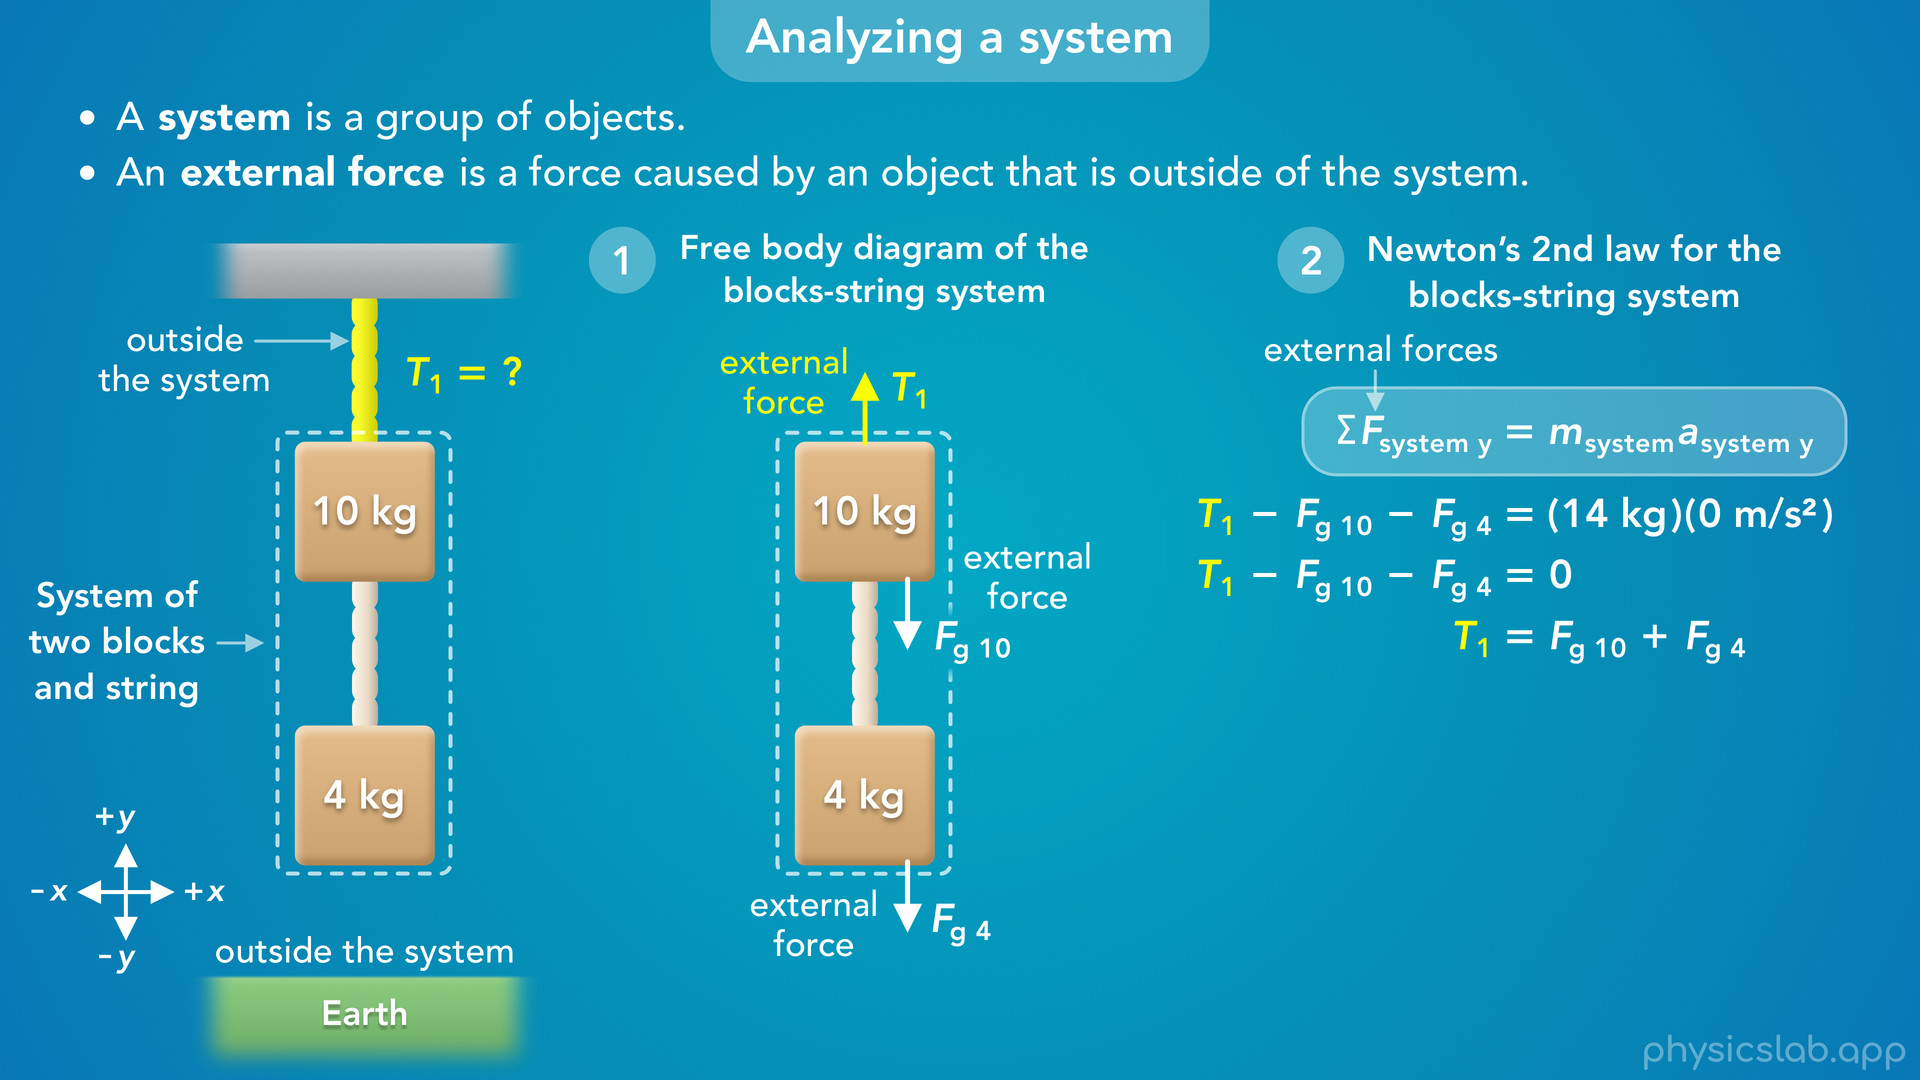 Analyzing a system
• A system is a group of objects.
• An external force is a force caused by an object that is outside of the system.
outside
the system
T₁ = ?
10 kg
System of
two blocks
and string
4 kg
+y
−x
+x
−y
outside the system
Earth
1
Free body diagram of the
blocks-string system
external
force
T₁
10 kg
external
force
Fg 10
4 kg
external
force
Fg 4
2
Newton’s 2nd law for the
blocks-string system
external forces
ΣFsystem y = msystem asystem y
T₁ − Fg 10 − Fg 4 = (14 kg)(0 m/s²)
T₁ − Fg 10 − Fg 4 = 0
T₁ = Fg 10 + Fg 4
physicslab.app